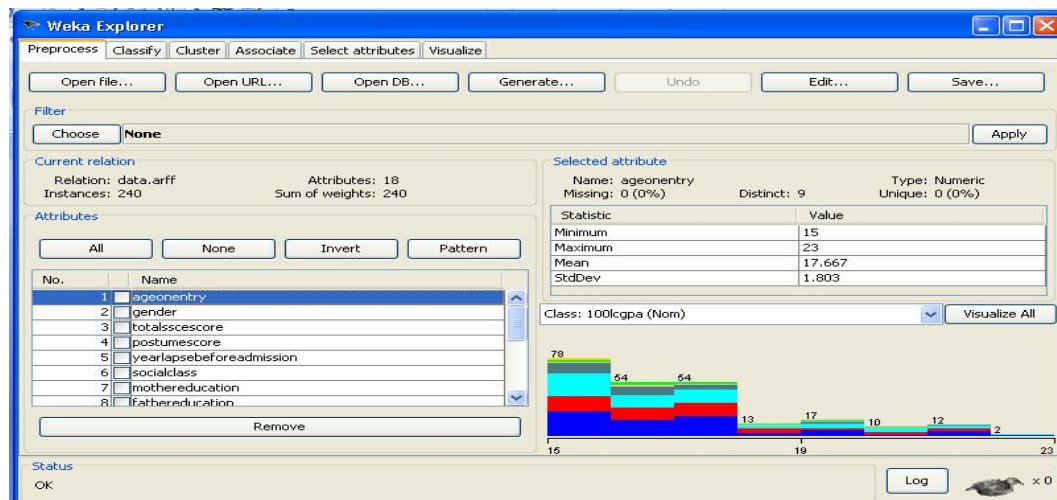 Weka Explorer
Preprocess Classify Cluster Associate Select attributes Visualize
Open file... Open URL... Open DB... Generate... Undo Edit... Save...
Filter
Choose None Apply
Current relation
Relation: data.arff Attributes: 18
Instances: 240 Sum of weights: 240
Attributes
All None Invert Pattern
No. Name
1 ageonentry
2 gender
3 totalsscescore
4 postumescore
5 yearlapsebeforeadmission
6 socialclass
7 mothereducation
8 fathereducation
Remove
Selected attribute
Name: ageonentry Type: Numeric
Missing: 0 (0%) Distinct: 9 Unique: 0 (0%)
Statistic Value
Minimum 15
Maximum 23
Mean 17.667
StdDev 1.803
Class: 100lcgpa (Nom) Visualize All
78 54 54 13 17 10 12 2
15 19 23
Status
OK Log x 0